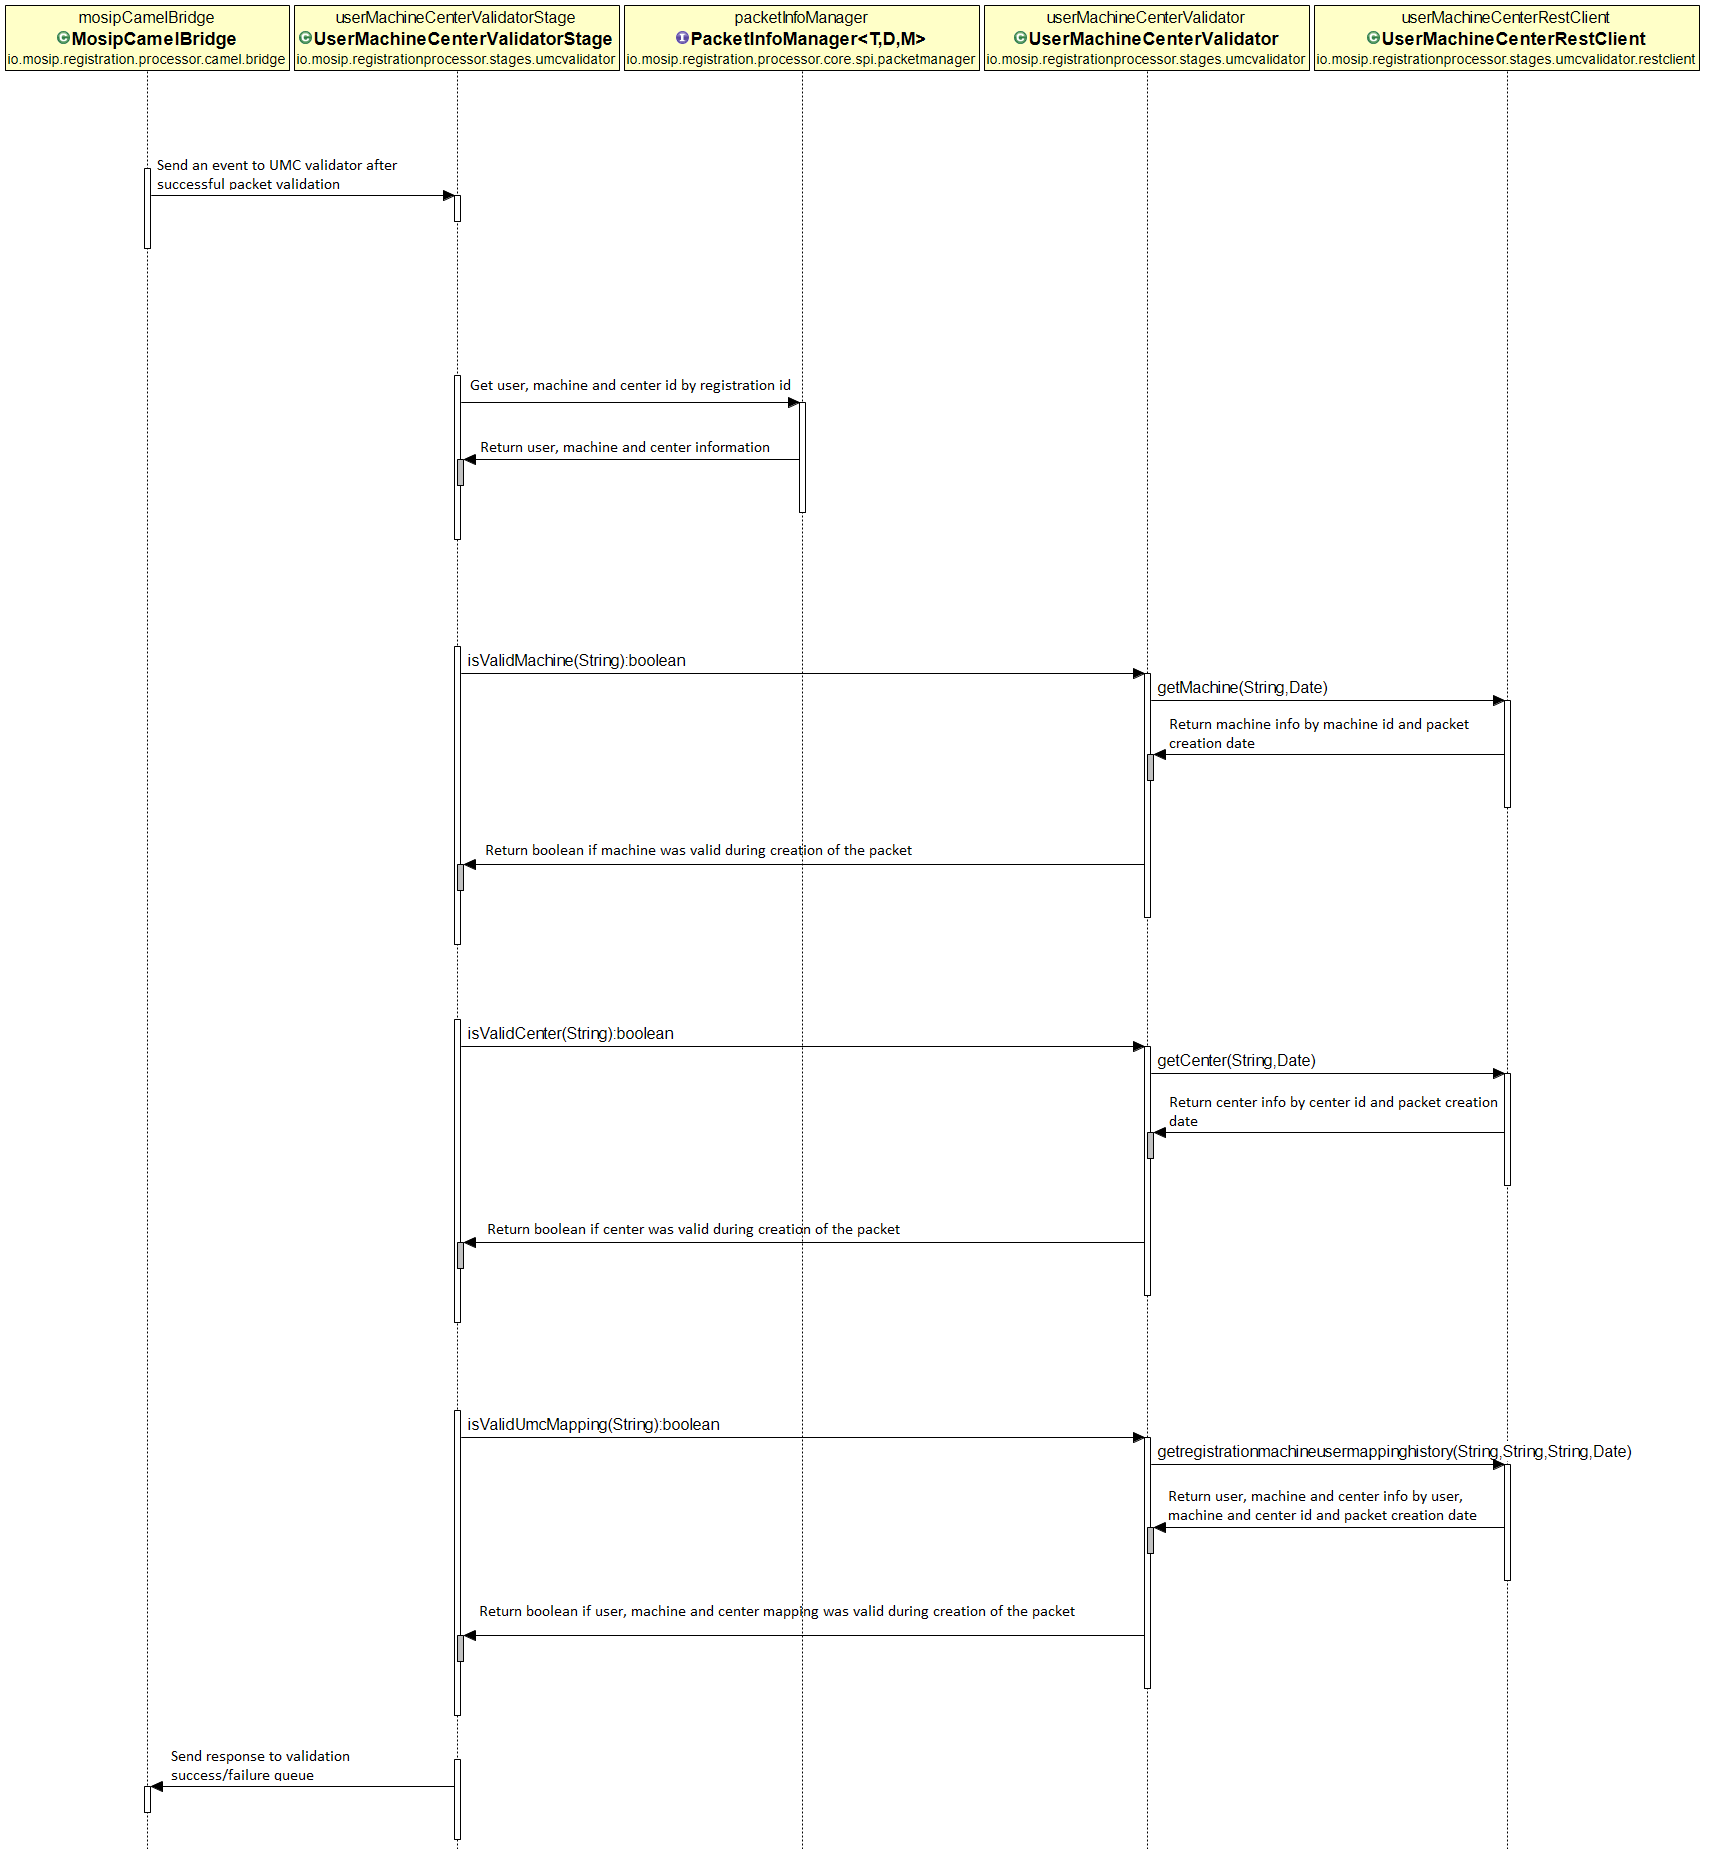 mosipCamelBridge
MosipCamelBridge
io.mosip.registration.processor.camel.bridge
userMachineCenterValidatorStage
UserMachineCenterValidatorStage
io.mosip.registrationprocessor.stages.umcvalidator
packetInfoManager
PacketInfoManager<T,D,M>
io.mosip.registration.processor.core.spi.packetmanager
userMachineCenterValidator
UserMachineCenterValidator
io.mosip.registrationprocessor.stages.umcvalidator
userMachineCenterRestClient
UserMachineCenterRestClient
io.mosip.registrationprocessor.stages.umcvalidator.restclient
Send an event to UMC validator after
successful packet validation
Get user, machine and center id by registration id
Return user, machine and center information
isValidMachine(String):boolean
getMachine(String,Date)
Return machine info by machine id and packet
creation date
Return boolean if machine was valid during creation of the packet
isValidCenter(String):boolean
getCenter(String,Date)
Return center info by center id and packet creation
date
Return boolean if center was valid during creation of the packet
isValidUmcMapping(String):boolean
getregistrationmachineusermappinghistory(String,String,String,Date)
Return user, machine and center info by user,
machine and center id and packet creation date
Return boolean if user, machine and center mapping was valid during creation of the packet
Send response to validation
success/failure queue